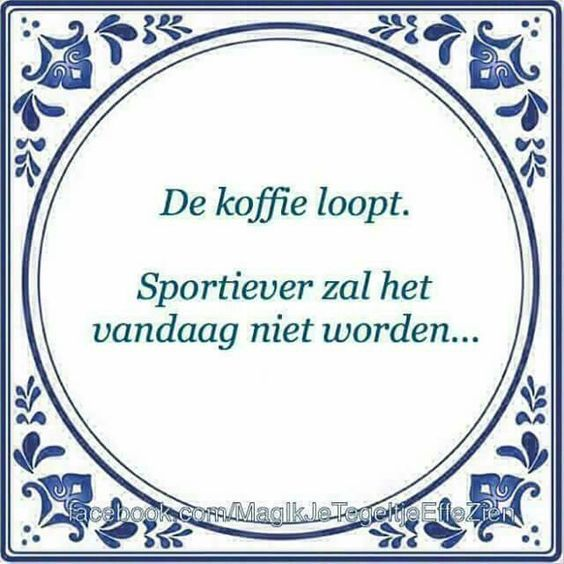 De koffie loopt.
Sportiever zal het
vandaag niet worden...
facebook.com/MagIkJeTegeltjeEffeZien